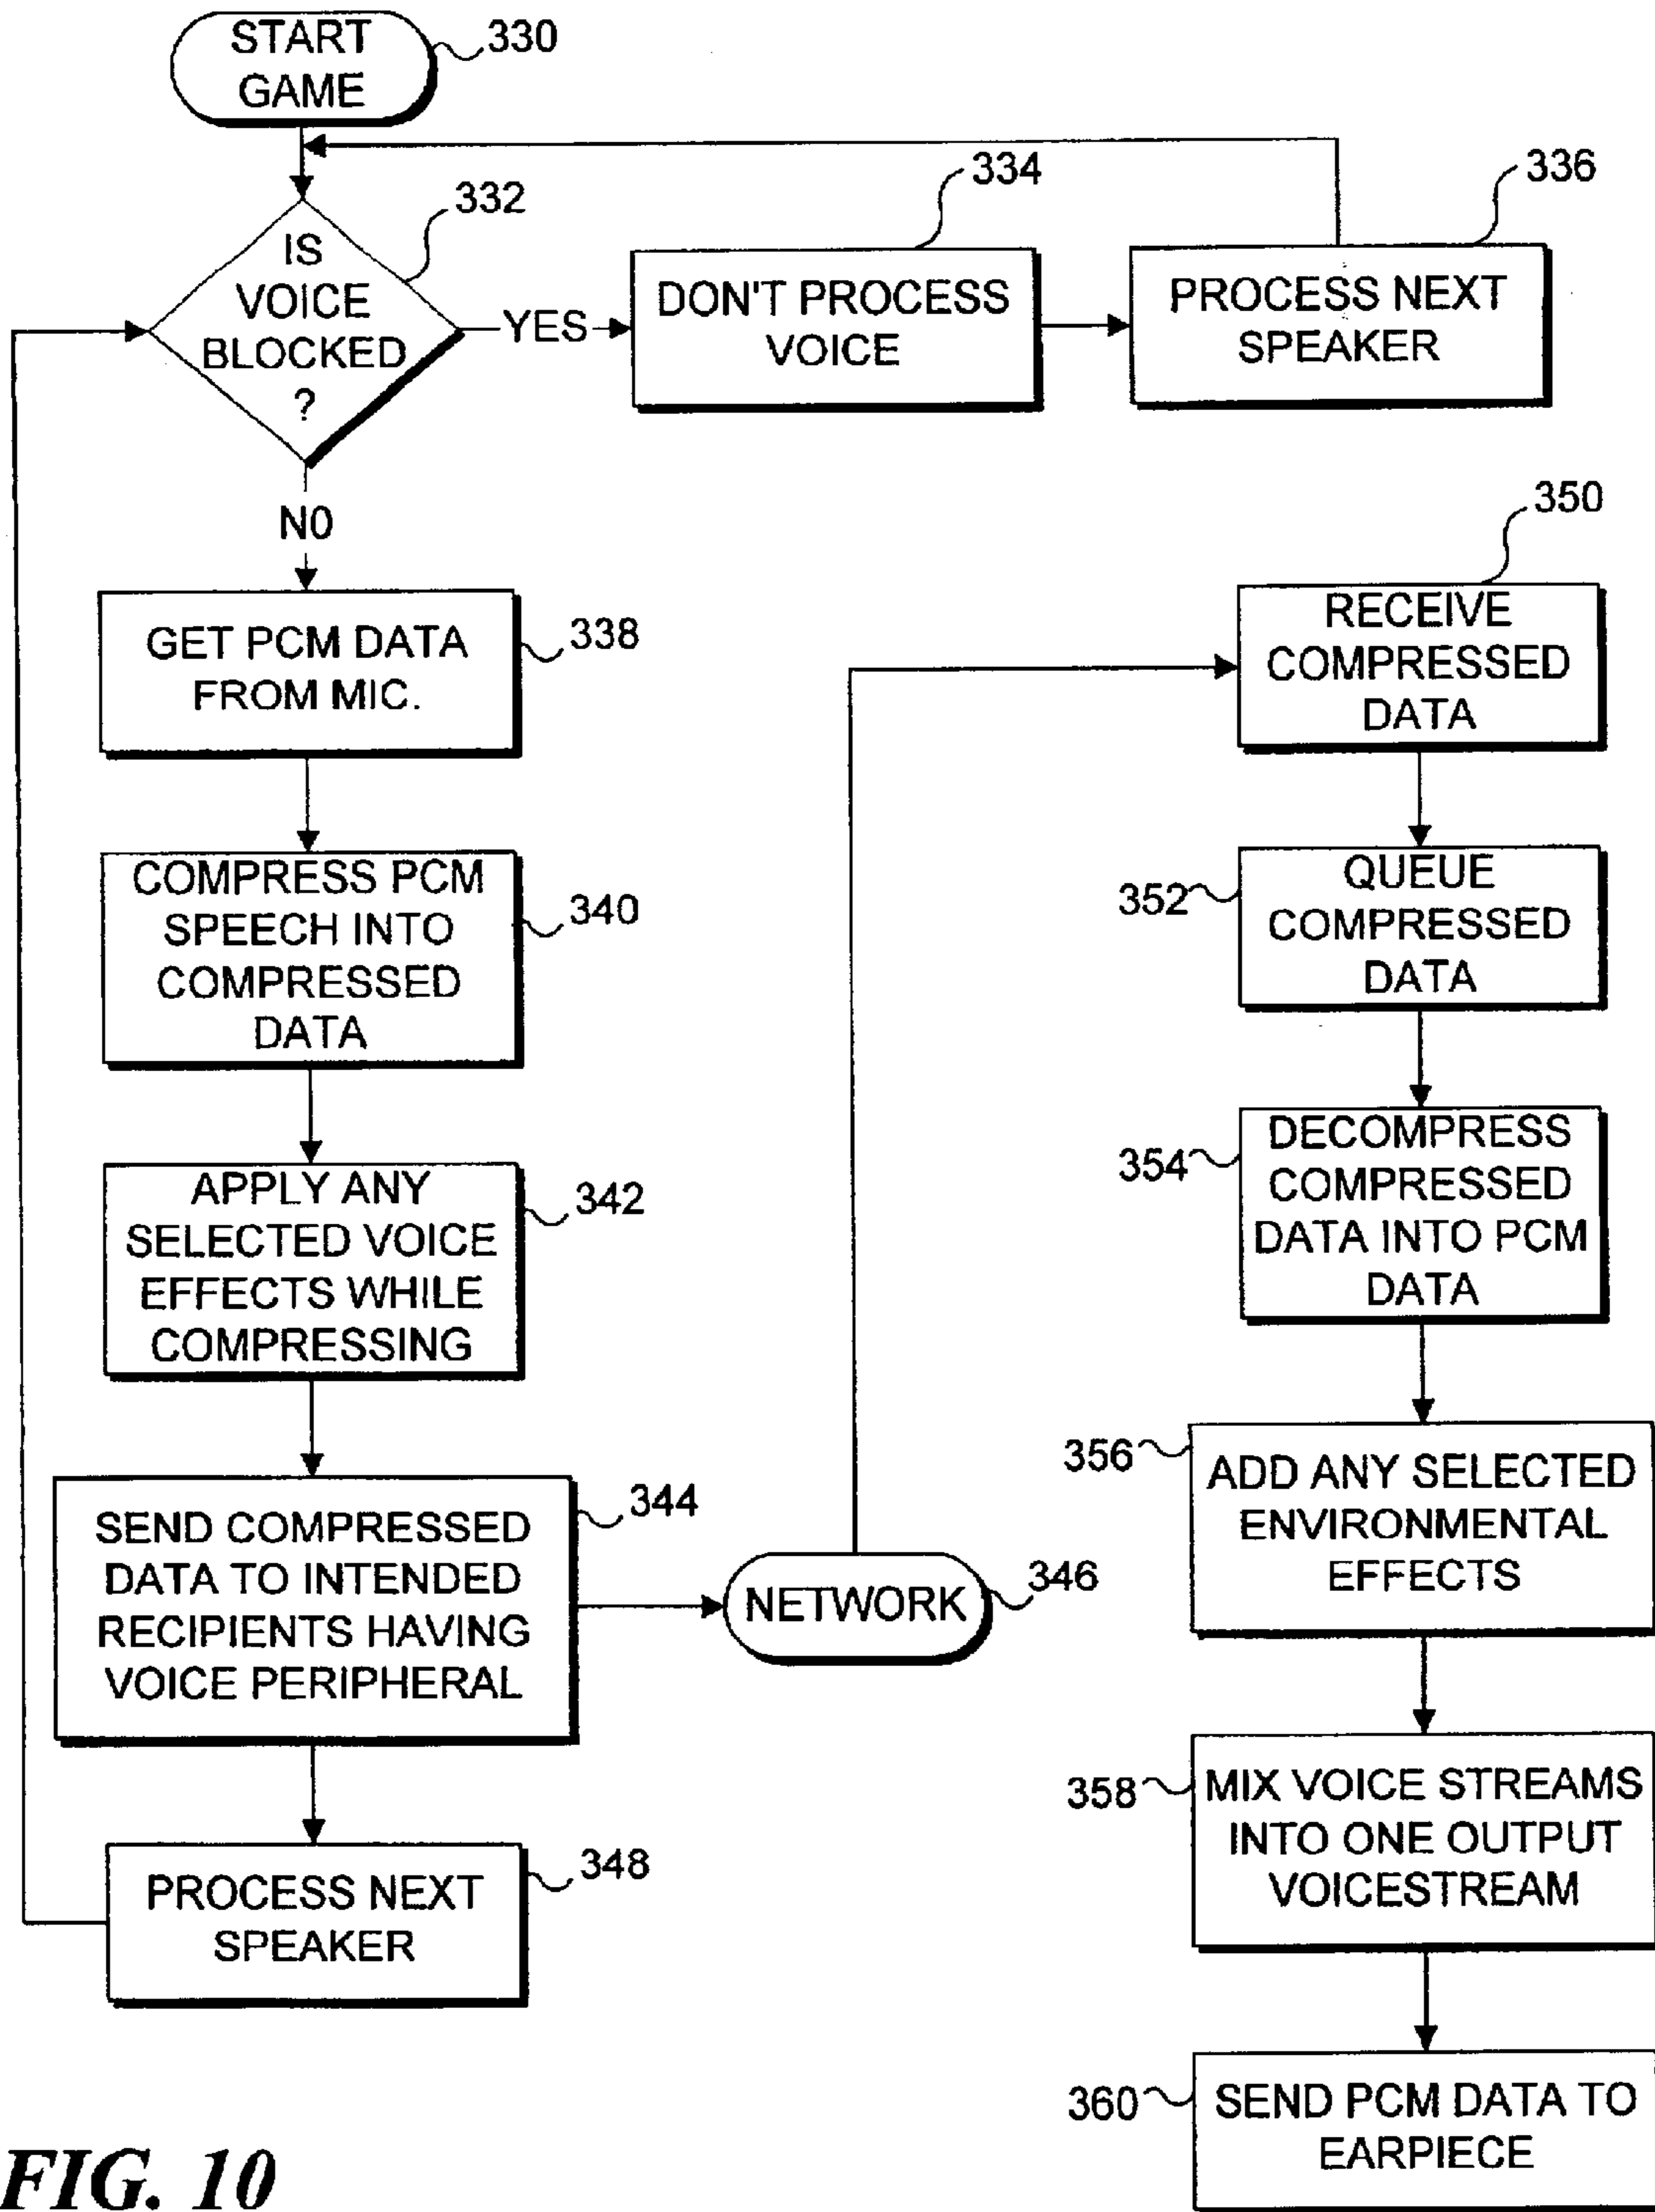 START
GAME
330
IS
VOICE
BLOCKED
?
332
YES
DON'T PROCESS
VOICE
334
PROCESS NEXT
SPEAKER
336
NO
GET PCM DATA
FROM MIC.
338
COMPRESS PCM
SPEECH INTO
COMPRESSED
DATA
340
APPLY ANY
SELECTED VOICE
EFFECTS WHILE
COMPRESSING
342
SEND COMPRESSED
DATA TO INTENDED
RECIPIENTS HAVING
VOICE PERIPHERAL
344
NETWORK
346
PROCESS NEXT
SPEAKER
348
350
RECEIVE
COMPRESSED
DATA
352
QUEUE
COMPRESSED
DATA
354
DECOMPRESS
COMPRESSED
DATA INTO PCM
DATA
356
ADD ANY SELECTED
ENVIRONMENTAL
EFFECTS
358
MIX VOICE STREAMS
INTO ONE OUTPUT
VOICESTREAM
360
SEND PCM DATA TO
EARPIECE
FIG. 10